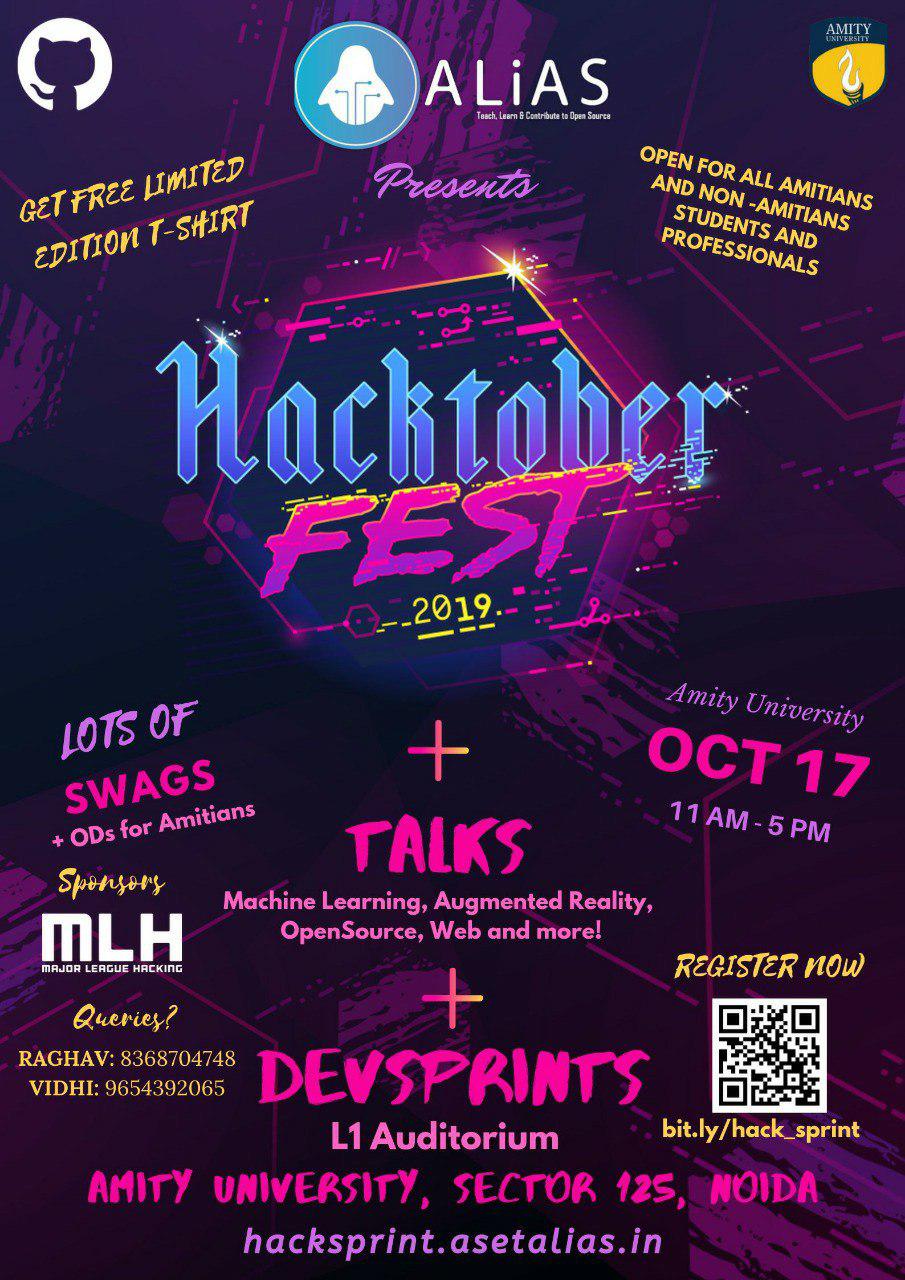 AMITY
UNIVERSITY
ALiAS
Teach, Learn & Contribute to Open Source
Presents
GET FREE LIMITED
EDITION T-SHIRT
OPEN FOR ALL AMITIANS
AND NON -AMITIANS
STUDENTS AND
PROFESSIONALS
Hacktober
FEST
2019
LOTS OF
SWAGS
+ ODs for Amitians
Amity University
OCT 17
11 AM - 5 PM
+
TALKS
Machine Learning, Augmented Reality,
OpenSource, Web and more!
Sponsors
MLH
MAJOR LEAGUE HACKING
Queries?
RAGHAV: 8368704748
VIDHI: 9654392065
+
DEVSPRINTS
L1 Auditorium
REGISTER NOW
bit.ly/hack_sprint
AMITY UNIVERSITY, SECTOR 125, NOIDA
hacksprint.asetalias.in